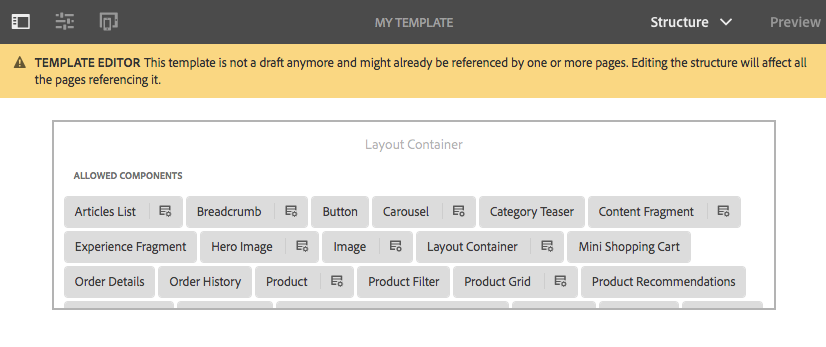 MY TEMPLATE Structure Preview
TEMPLATE EDITOR This template is not a draft anymore and might already be referenced by one or more pages. Editing the structure will affect all
the pages referencing it.
Layout Container
ALLOWED COMPONENTS
Articles List Breadcrumb Button Carousel Category Teaser Content Fragment
Experience Fragment Hero Image Image Layout Container Mini Shopping Cart
Order Details Order History Product Product Filter Product Grid Product Recommendations